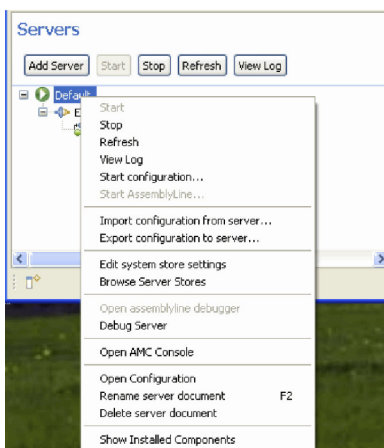 Servers
Add Server Start Stop Refresh View Log
Default
E
Start
Stop
Refresh
View Log
Start configuration...
Start AssemblyLine...
Import configuration from server...
Export configuration to server...
Edit system store settings
Browse Server Stores
Open assemblyline debugger
Debug Server
Open AMC Console
Open Configuration
Rename server document F2
Delete server document
Show Installed Components